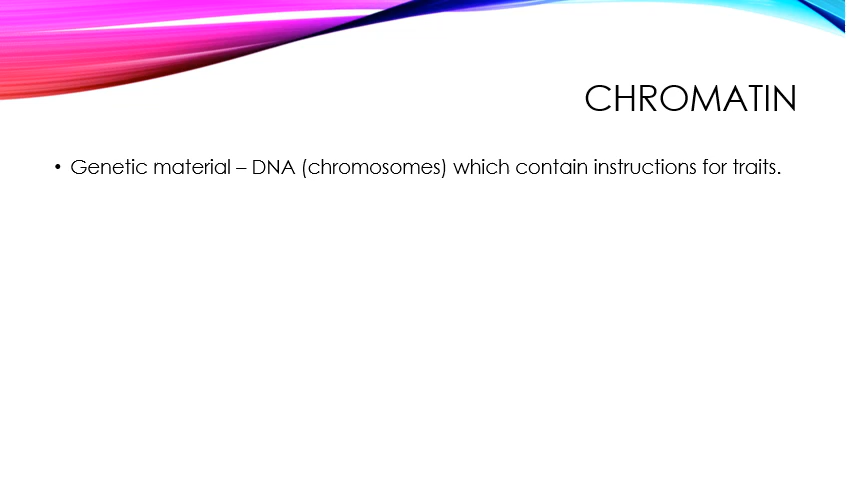 CHROMATIN
• Genetic material – DNA (chromosomes) which contain instructions for traits.